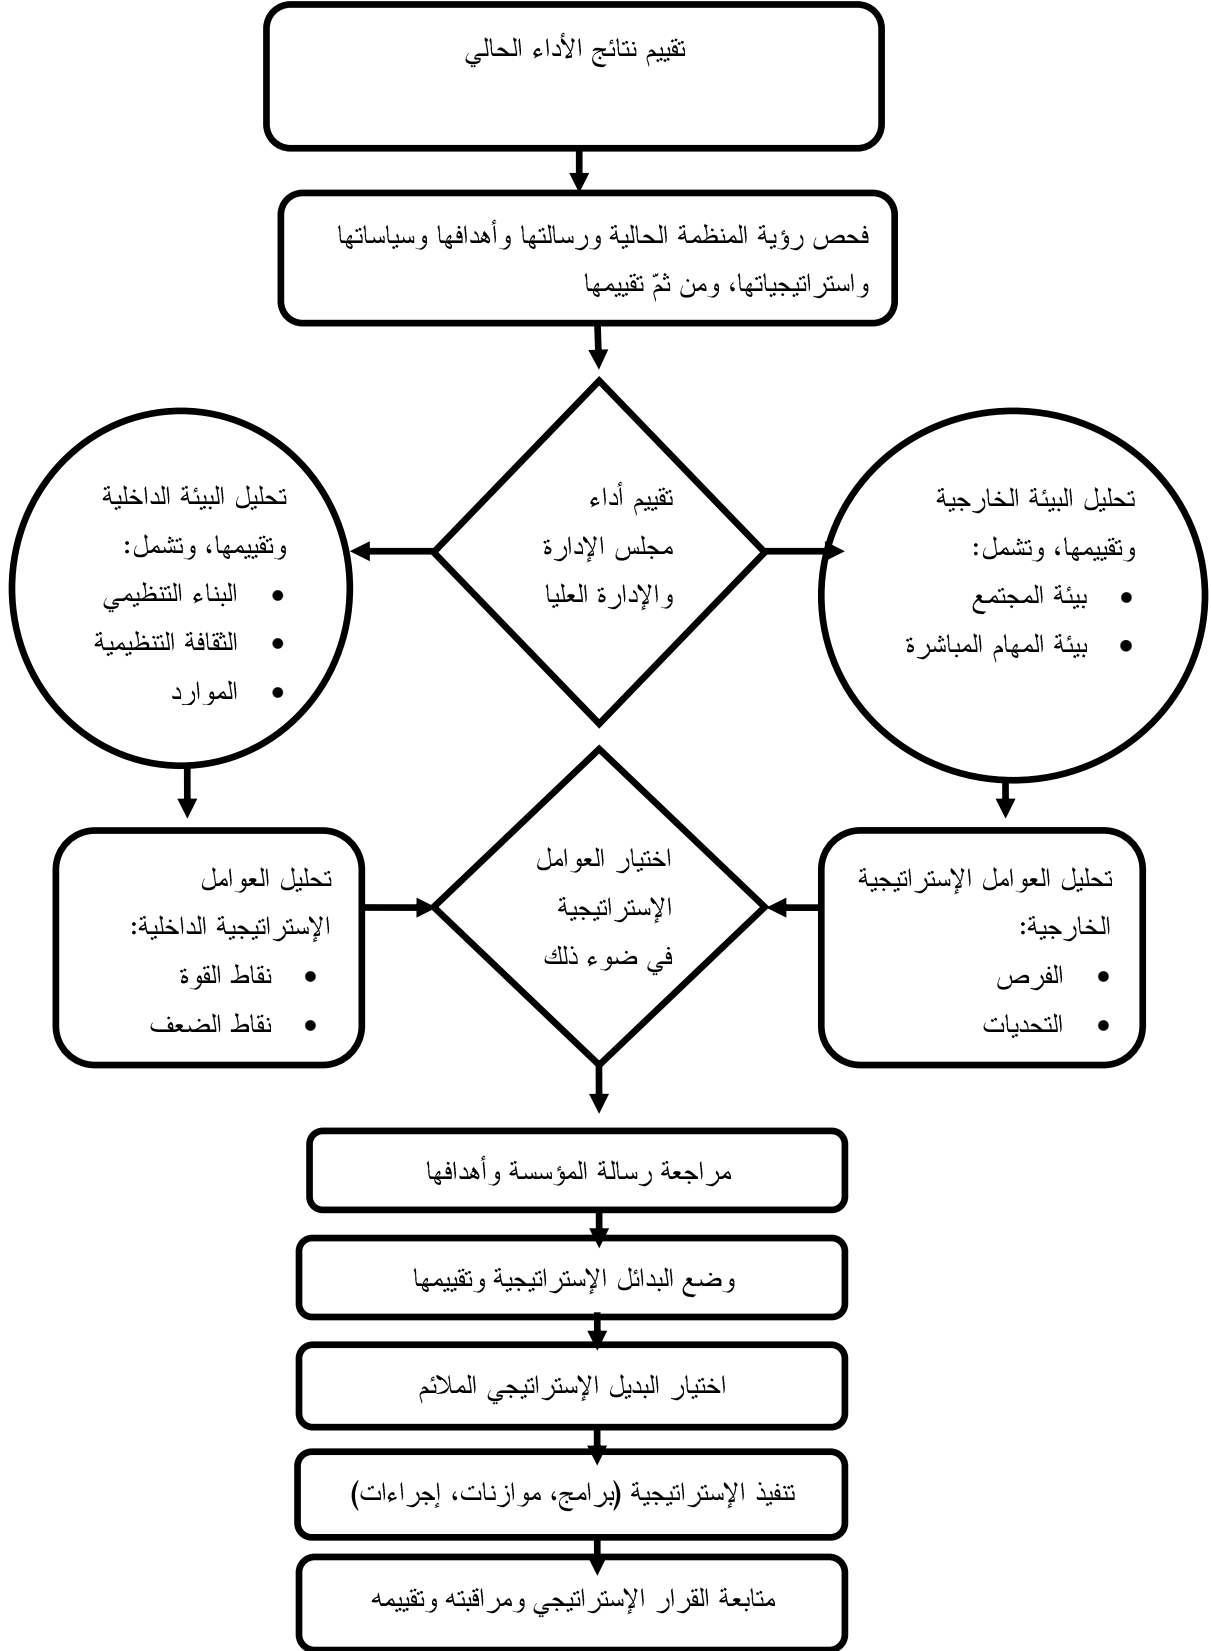 تقييم نتائج الأداء الحالي
فحص رؤية المنظمة الحالية ورسالتها وأهدافها وسياساتها
واستراتيجياتها، ومن ثمّ تقييمها
تقييم أداء
مجلس الإدارة
والإدارة العليا
تحليل البيئة الخارجية
وتقييمها، وتشمل:
• بيئة المجتمع
• بيئة المهام المباشرة
تحليل البيئة الداخلية
وتقييمها، وتشمل:
• البناء التنظيمي
• الثقافة التنظيمية
• الموارد
تحليل العوامل الإستراتيجية
الخارجية:
• الفرص
• التحديات
اختيار العوامل
الإستراتيجية
في ضوء ذلك
تحليل العوامل
الإستراتيجية الداخلية:
• نقاط القوة
• نقاط الضعف
مراجعة رسالة المؤسسة وأهدافها
وضع البدائل الإستراتيجية وتقييمها
اختيار البديل الإستراتيجي الملائم
تنفيذ الإستراتيجية (برامج، موازنات، إجراءات)
متابعة القرار الإستراتيجي ومراقبته وتقييمه